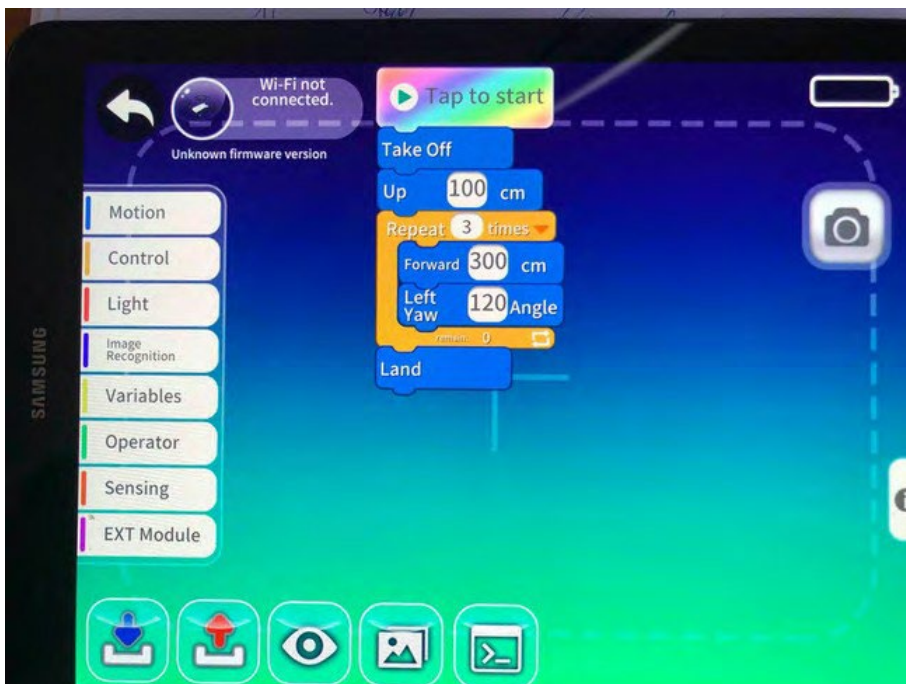 Wi-Fi not
connected.
Unknown firmware version
Tap to start
Take Off
Up 100 cm
Repeat 3 times
Forward 300 cm
Left
Yaw 120 Angle
remain: 0
Land
Motion
Control
Light
Image
Recognition
Variables
Operator
Sensing
EXT Module
SAMSUNG